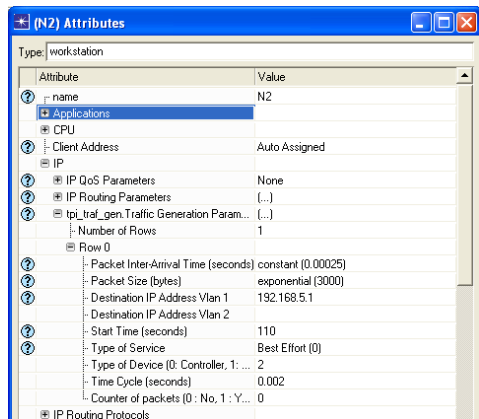 (N2) Attributes
Type: workstation
Attribute Value
name N2
Applications
CPU
Client Address Auto Assigned
IP
IP QoS Parameters None
IP Routing Parameters (...)
tpi_traf_gen.Traffic Generation Param... (...)
Number of Rows 1
Row 0
Packet Inter-Arrival Time (seconds) constant (0.00025)
Packet Size (bytes) exponential (3000)
Destination IP Address Vlan 1 192.168.5.1
Destination IP Address Vlan 2
Start Time (seconds) 110
Type of Service Best Effort (0)
Type of Device (0: Controller, 1: ... 2
Time Cycle (seconds) 0.002
Counter of packets (0 : No, 1 : Y... 0
IP Routing Protocols